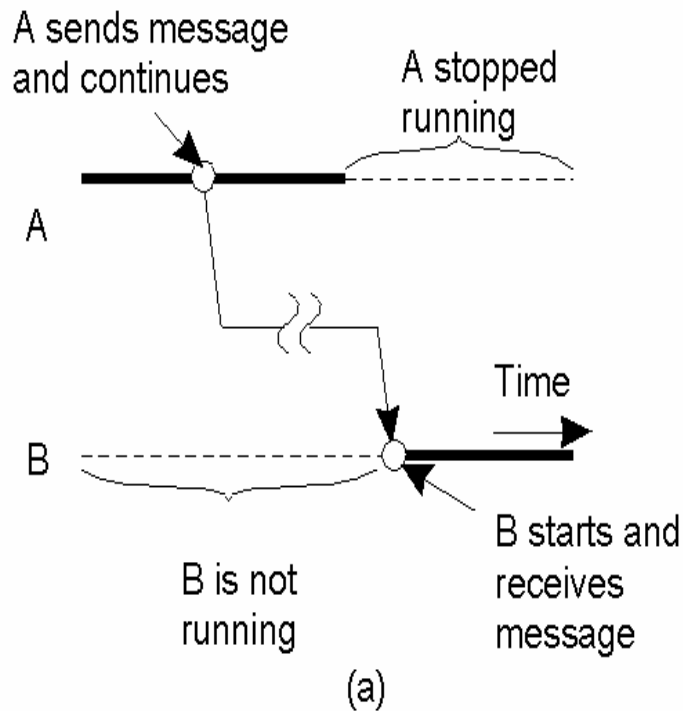 A sends message
and continues
A stopped
running
A
Time
B
B starts and
receives
message
B is not
running
(a)